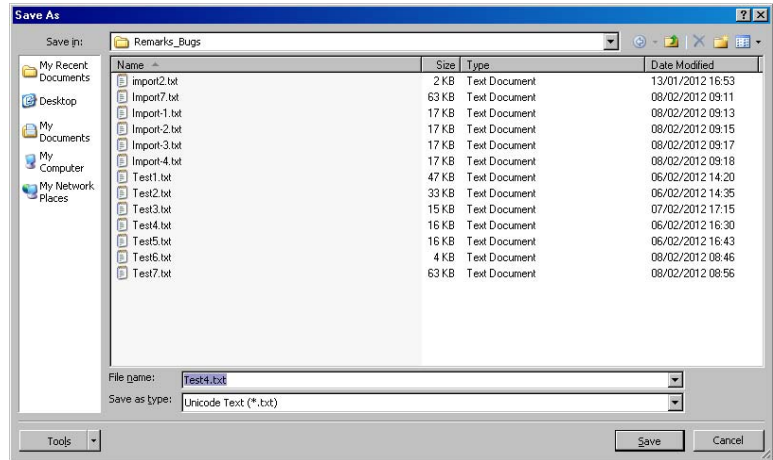 Save As
Save in: Remarks_Bugs
My Recent Documents
Desktop
My Documents
My Computer
My Network Places
Name Size Type Date Modified
import2.txt 2 KB Text Document 13/01/2012 16:53
Import7.txt 63 KB Text Document 08/02/2012 09:11
Import-1.txt 17 KB Text Document 08/02/2012 09:13
Import-2.txt 17 KB Text Document 08/02/2012 09:15
Import-3.txt 17 KB Text Document 08/02/2012 09:17
Import-4.txt 17 KB Text Document 08/02/2012 09:18
Test1.txt 47 KB Text Document 06/02/2012 14:20
Test2.txt 33 KB Text Document 06/02/2012 14:35
Test3.txt 15 KB Text Document 07/02/2012 17:15
Test4.txt 16 KB Text Document 06/02/2012 16:30
Test5.txt 16 KB Text Document 06/02/2012 16:43
Test6.txt 4 KB Text Document 08/02/2012 08:46
Test7.txt 63 KB Text Document 08/02/2012 08:56
File name: Test4.txt
Save as type: Unicode Text (*.txt)
Tools Save Cancel